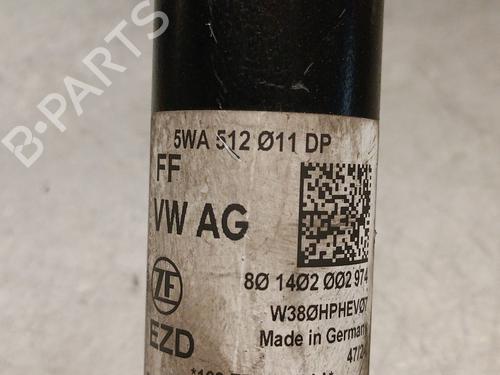 B-PARTS
5WA 512 Ø11 DP
FF
VW AG
8Ø 14Ø2 ØØ2 974
ZF
W38ØHPHEVØ7
Made in Germany
EZD